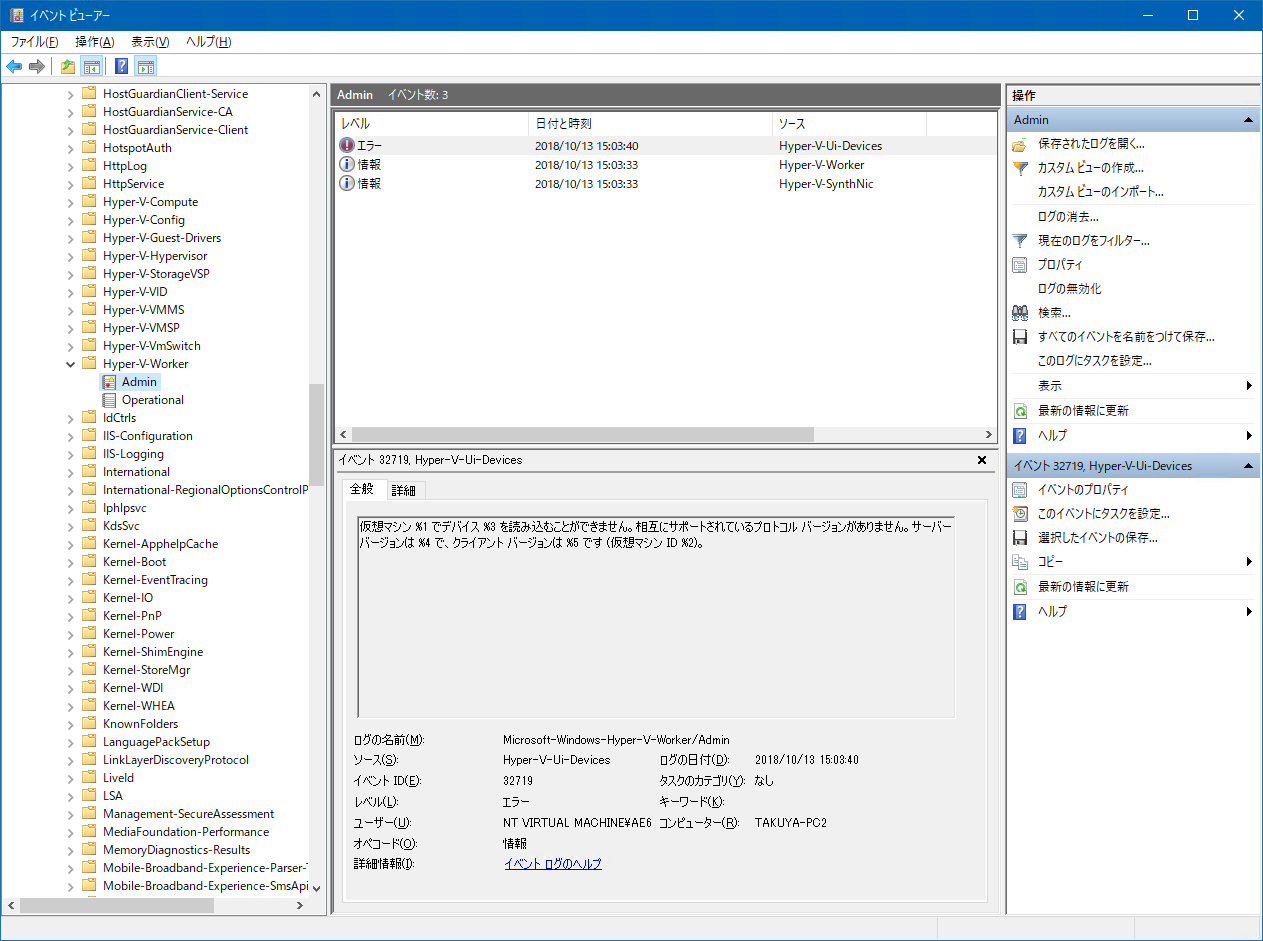 イベント ビューアー
ファイル(F) 操作(A) 表示(V) ヘルプ(H)
HostGuardianClient-Service
HostGuardianService-CA
HostGuardianService-Client
HotspotAuth
HttpLog
HttpService
Hyper-V-Compute
Hyper-V-Config
Hyper-V-Guest-Drivers
Hyper-V-Hypervisor
Hyper-V-StorageVSP
Hyper-V-VID
Hyper-V-VMMS
Hyper-V-VMSP
Hyper-V-VmSwitch
Hyper-V-Worker
Admin
Operational
IdCtrls
IIS-Configuration
IIS-Logging
International
International-RegionalOptionsControlP
Iphlpsvc
KdsSvc
Kernel-ApphelpCache
Kernel-Boot
Kernel-EventTracing
Kernel-IO
Kernel-PnP
Kernel-Power
Kernel-ShimEngine
Kernel-StoreMgr
Kernel-WDI
Kernel-WHEA
KnownFolders
LanguagePackSetup
LinkLayerDiscoveryProtocol
LiveId
LSA
Management-SecureAssessment
MediaFoundation-Performance
MemoryDiagnostics-Results
Mobile-Broadband-Experience-Parser-T
Mobile-Broadband-Experience-SmsApi
Admin イベント数: 3
レベル 日付と時刻 ソース
エラー 2018/10/13 15:03:40 Hyper-V-Ui-Devices
情報 2018/10/13 15:03:33 Hyper-V-Worker
情報 2018/10/13 15:03:33 Hyper-V-SynthNic
イベント 32719, Hyper-V-Ui-Devices
全般 詳細
仮想マシン %1 でデバイス %3 を読み込むことができません。相互にサポートされているプロトコル バージョンがありません。サーバー
バージョンは %4 で、クライアント バージョンは %5 です (仮想マシン ID %2)。
ログの名前(M): Microsoft-Windows-Hyper-V-Worker/Admin
ソース(S): Hyper-V-Ui-Devices ログの日付(D): 2018/10/13 15:03:40
イベント ID(E): 32719 タスクのカテゴリ(Y): なし
レベル(L): エラー キーワード(K):
ユーザー(U): NT VIRTUAL MACHINE¥AE6 コンピューター(R): TAKUYA-PC2
オペコード(O): 情報
詳細情報(I): イベント ログのヘルプ
操作
Admin
保存されたログを開く...
カスタム ビューの作成...
カスタム ビューのインポート...
ログの消去...
現在のログをフィルター...
プロパティ
ログの無効化
検索...
すべてのイベントを名前をつけて保存...
このログにタスクを設定...
表示
最新の情報に更新
ヘルプ
イベント 32719, Hyper-V-Ui-Devices
イベントのプロパティ
このイベントにタスクを設定...
選択したイベントの保存...
コピー
最新の情報に更新
ヘルプ